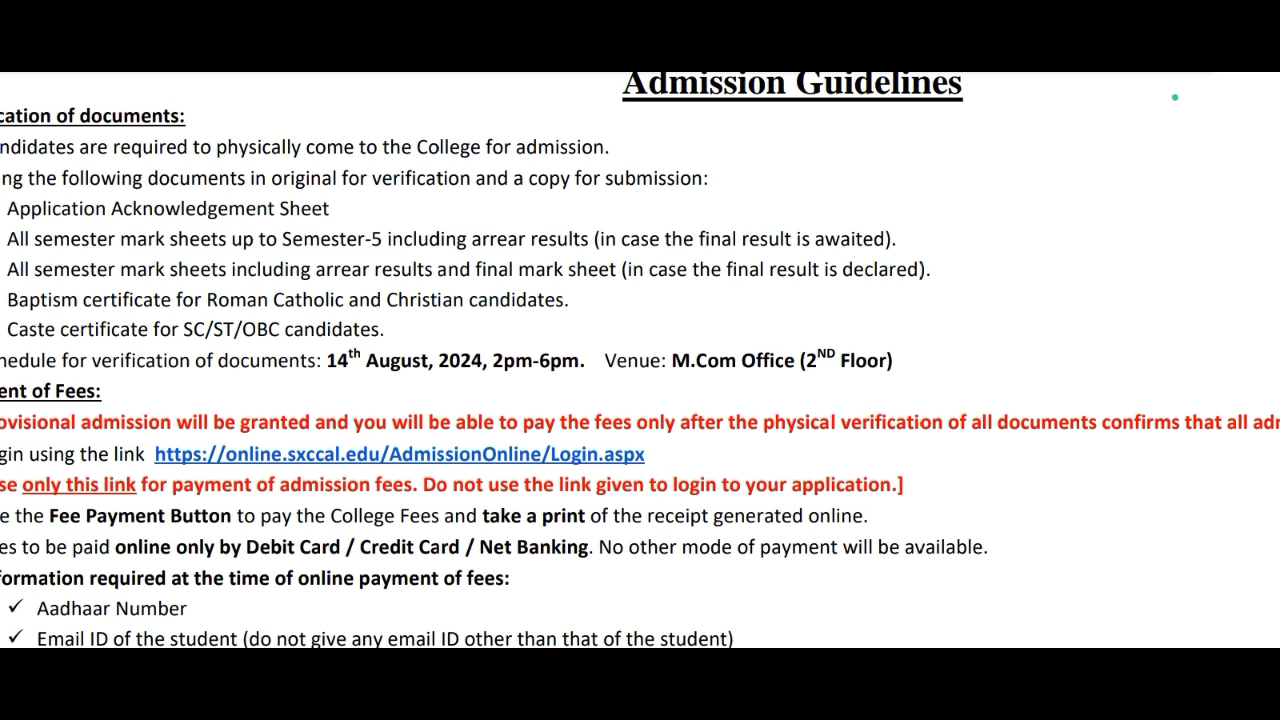 Admission Guidelines
cation of documents:
ndidates are required to physically come to the College for admission.
ng the following documents in original for verification and a copy for submission:
Application Acknowledgement Sheet
All semester mark sheets up to Semester-5 including arrear results (in case the final result is awaited).
All semester mark sheets including arrear results and final mark sheet (in case the final result is declared).
Baptism certificate for Roman Catholic and Christian candidates.
Caste certificate for SC/ST/OBC candidates.
hedule for verification of documents: 14th August, 2024, 2pm-6pm. Venue: M.Com Office (2ND Floor)
ent of Fees:
ovisional admission will be granted and you will be able to pay the fees only after the physical verification of all documents confirms that all adr
gin using the link https://online.sxccal.edu/AdmissionOnline/Login.aspx
se only this link for payment of admission fees. Do not use the link given to login to your application.]
e the Fee Payment Button to pay the College Fees and take a print of the receipt generated online.
es to be paid online only by Debit Card / Credit Card / Net Banking. No other mode of payment will be available.
formation required at the time of online payment of fees:
✓ Aadhaar Number
✓ Email ID of the student (do not give any email ID other than that of the student)